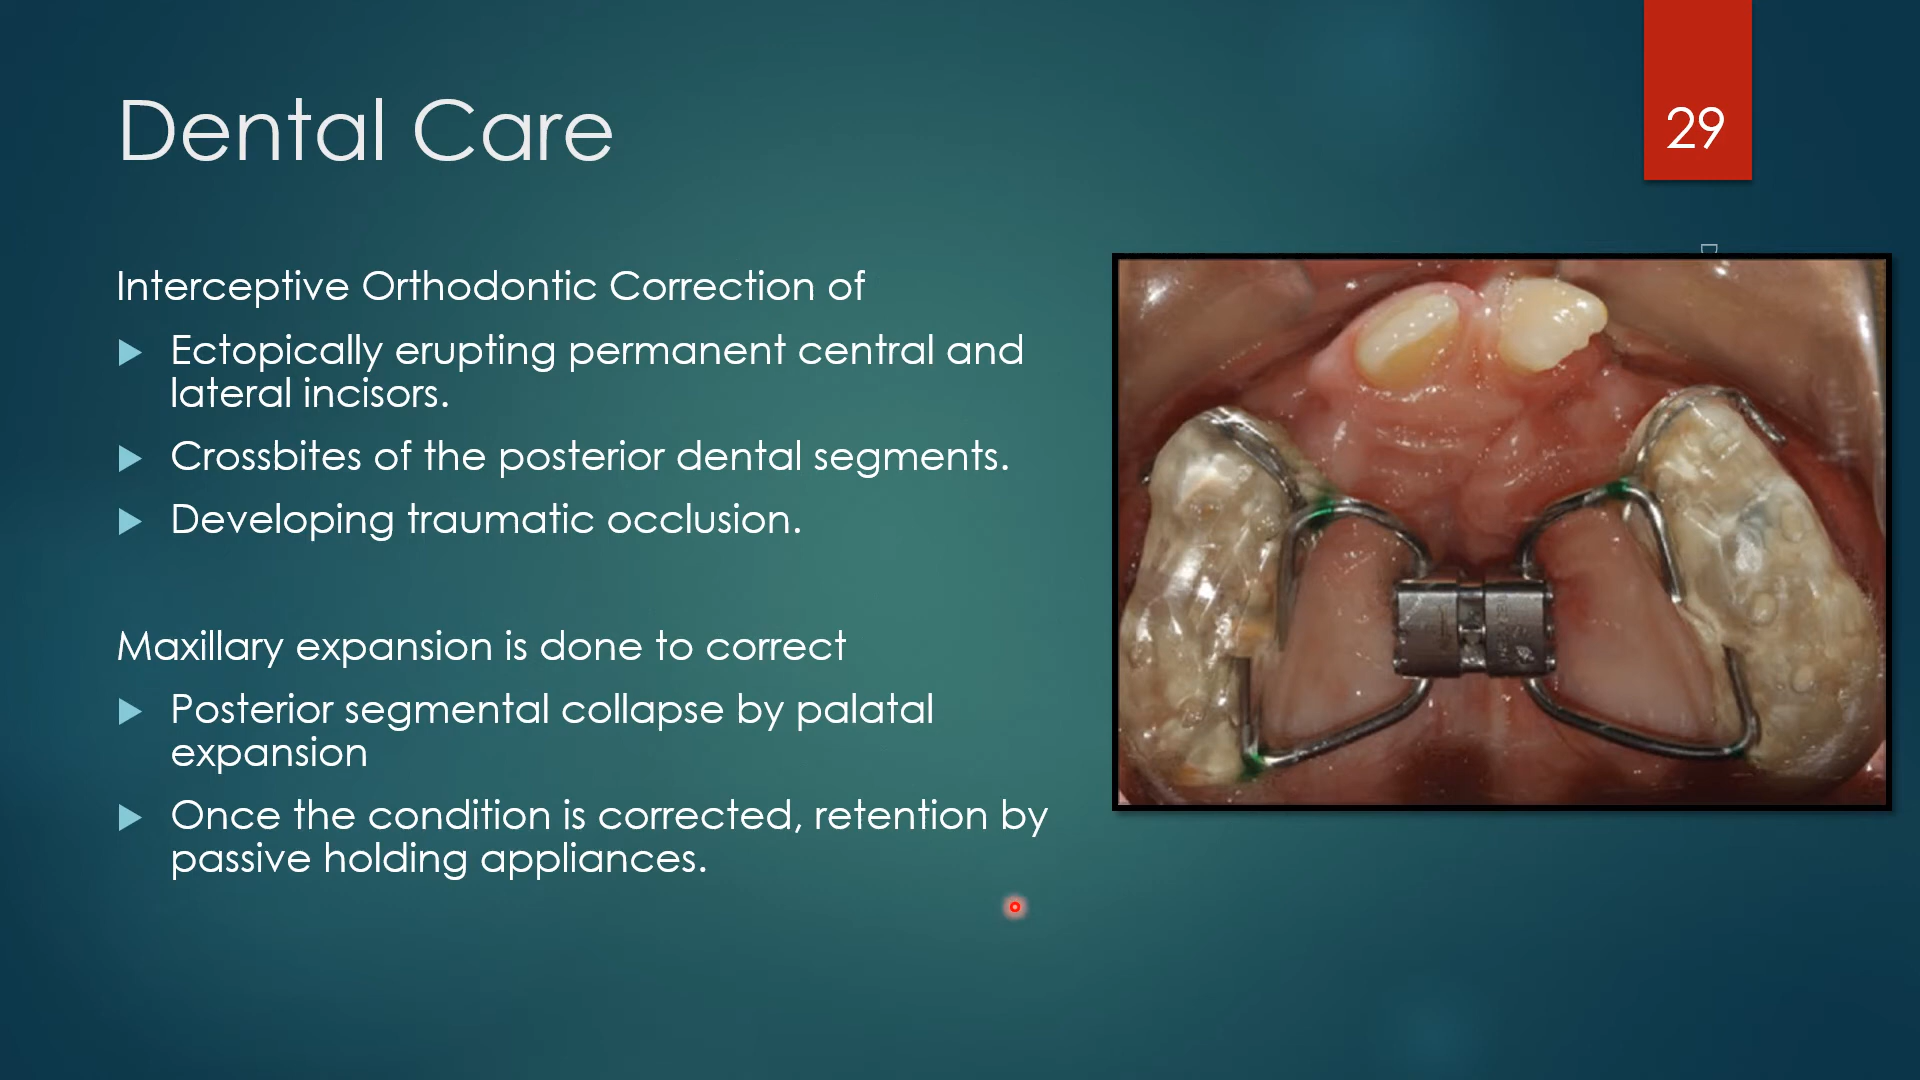 Dental Care
29
Interceptive Orthodontic Correction of
Ectopically erupting permanent central and
lateral incisors.
Crossbites of the posterior dental segments.
Developing traumatic occlusion.
Maxillary expansion is done to correct
Posterior segmental collapse by palatal
expansion
Once the condition is corrected, retention by
passive holding appliances.